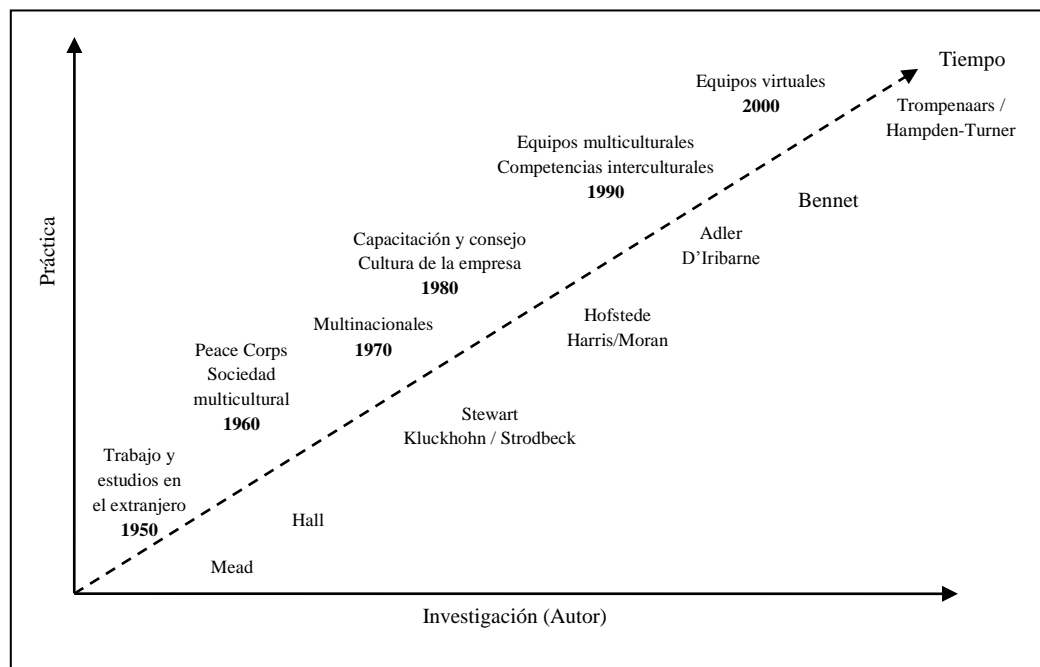 Tiempo
Equipos virtuales
2000
Trompenaars /
Hampden-Turner
Equipos multiculturales
Competencias interculturales
1990
Bennet
Adler
D’Iribarne
Capacitación y consejo
Cultura de la empresa
1980
Hofstede
Harris/Moran
Multinacionales
1970
Peace Corps
Sociedad
multicultural
1960
Stewart
Kluckhohn / Strodbeck
Trabajo y
estudios en
el extranjero
1950
Hall
Mead
Práctica
Investigación (Autor)